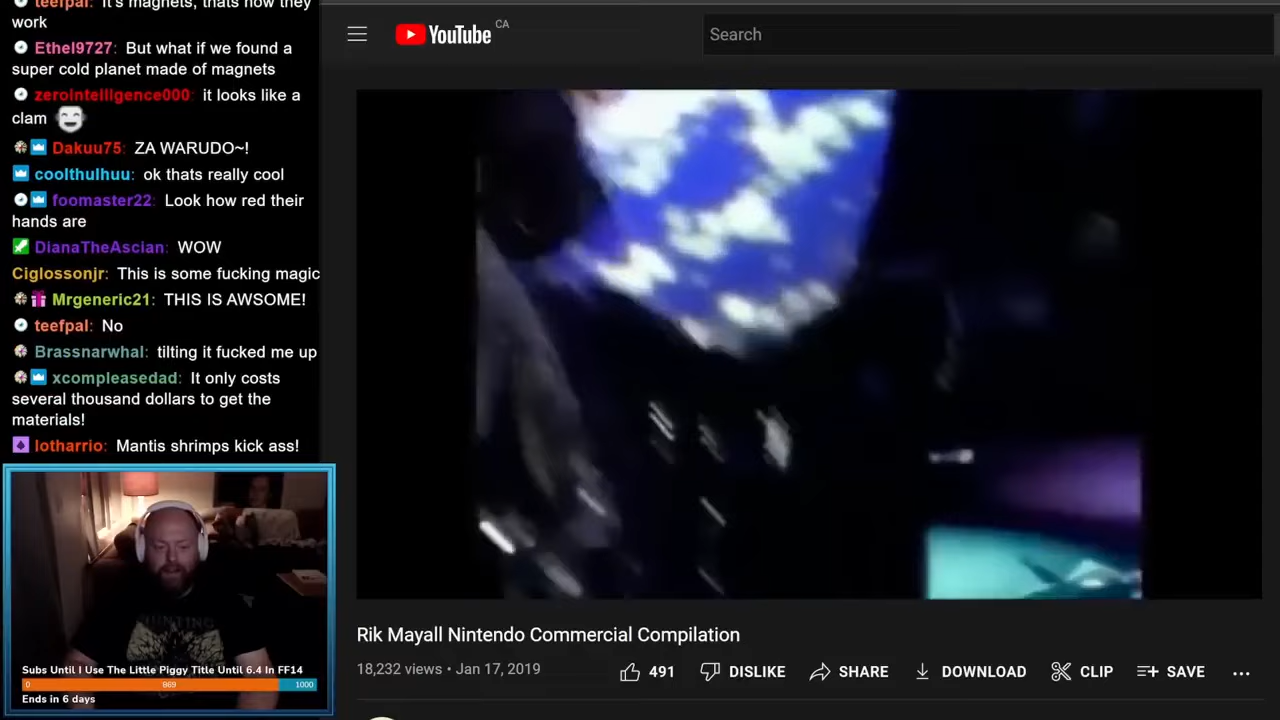 teefpal: It's magnets, thats how they
work
Ethel9727: But what if we found a
super cold planet made of magnets
zerointelligence000: it looks like a
clam
Dakuu75: ZA WARUDO~!
coolthulhuu: ok thats really cool
foomaster22: Look how red their
hands are
DianaTheAscian: WOW
Ciglossonjr: This is some fucking magic
Mrgeneric21: THIS IS AWSOME!
teefpal: No
Brassnarwhal: tilting it fucked me up
xcompleasedad: It only costs
several thousand dollars to get the
materials!
lotharrio: Mantis shrimps kick ass!
Subs Until I Use The Little Piggy Title Until 6.4 In FF14
0 869 1000
Ends in 6 days
YouTube CA
Search
Rik Mayall Nintendo Commercial Compilation
18,232 views • Jan 17, 2019
491 DISLIKE SHARE DOWNLOAD CLIP SAVE ...